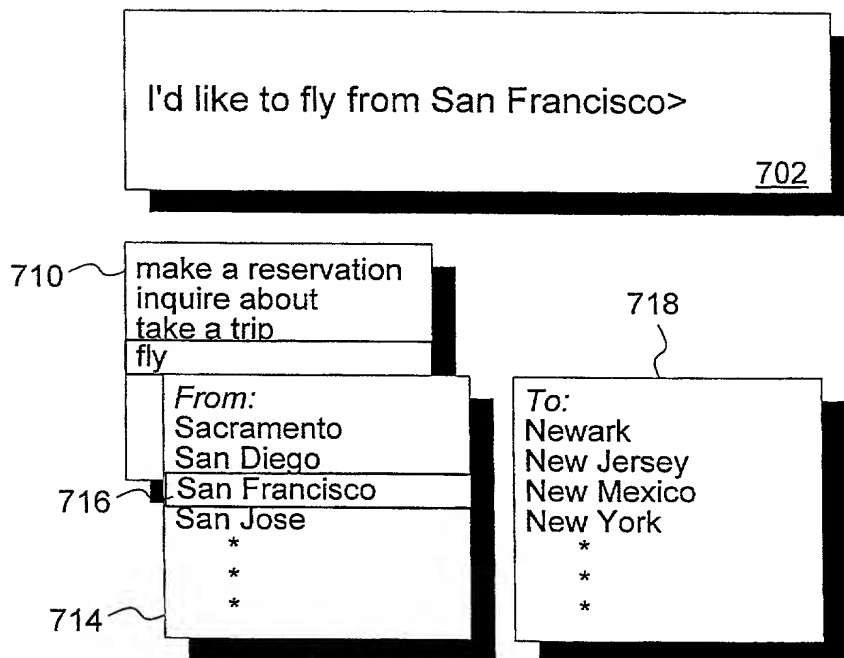 I'd like to fly from San Francisco>
702
710
make a reservation
inquire about
take a trip
fly
718
From:
Sacramento
San Diego
716
San Francisco
San Jose
*
*
*
714
To:
Newark
New Jersey
New Mexico
New York
*
*
*